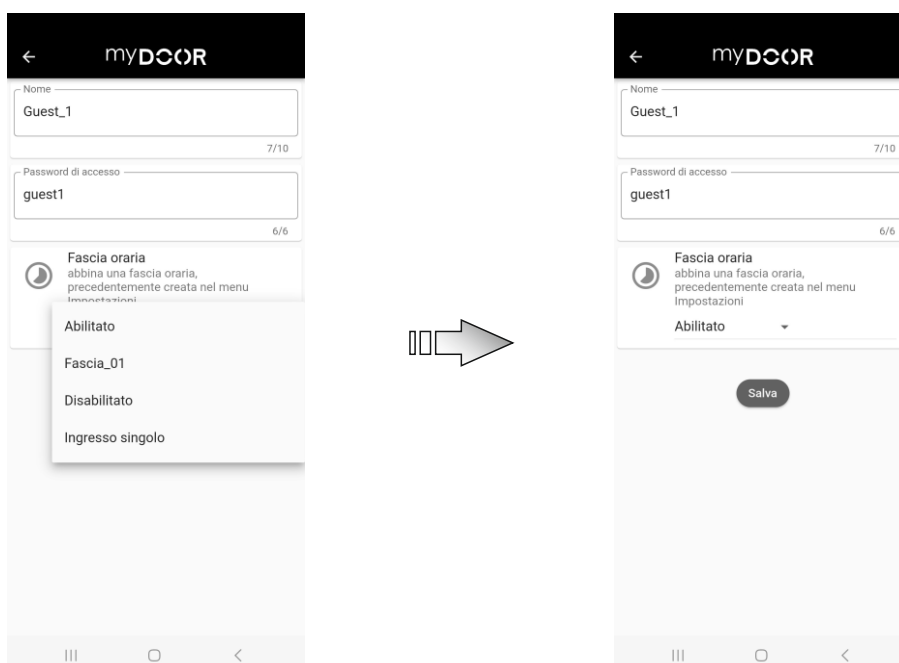 myDOOR
Nome
Guest_1
7/10
Password di accesso
guest1
6/6
Fascia oraria
abbina una fascia oraria,
precedentemente creata nel menu
Impostazioni
Abilitato
Fascia_01
Disabilitato
Ingresso singolo
myDOOR
Nome
Guest_1
7/10
Password di accesso
guest1
6/6
Fascia oraria
abbina una fascia oraria,
precedentemente creata nel menu
Impostazioni
Abilitato
Salva